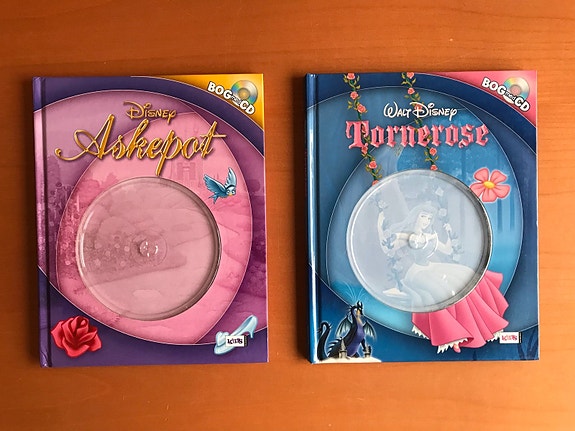 BOG CD
Disney
Askepot
BOG CD
Walt Disney
Tornerose